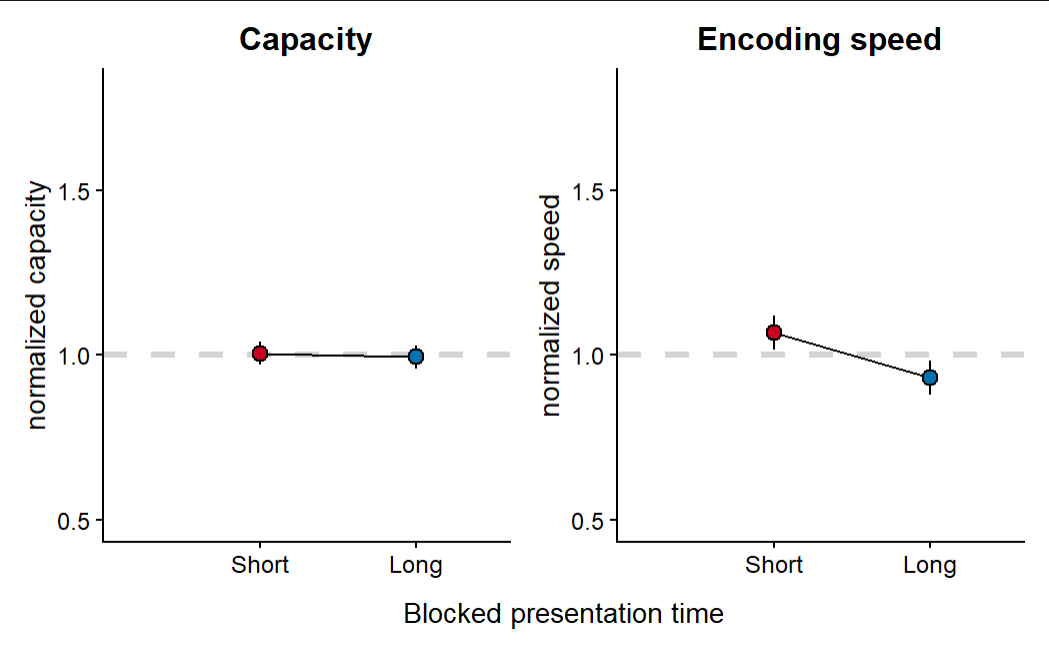 Capacity
normalized capacity
1.5
1.0
0.5
Short Long
Encoding speed
normalized speed
1.5
1.0
0.5
Short Long
Blocked presentation time